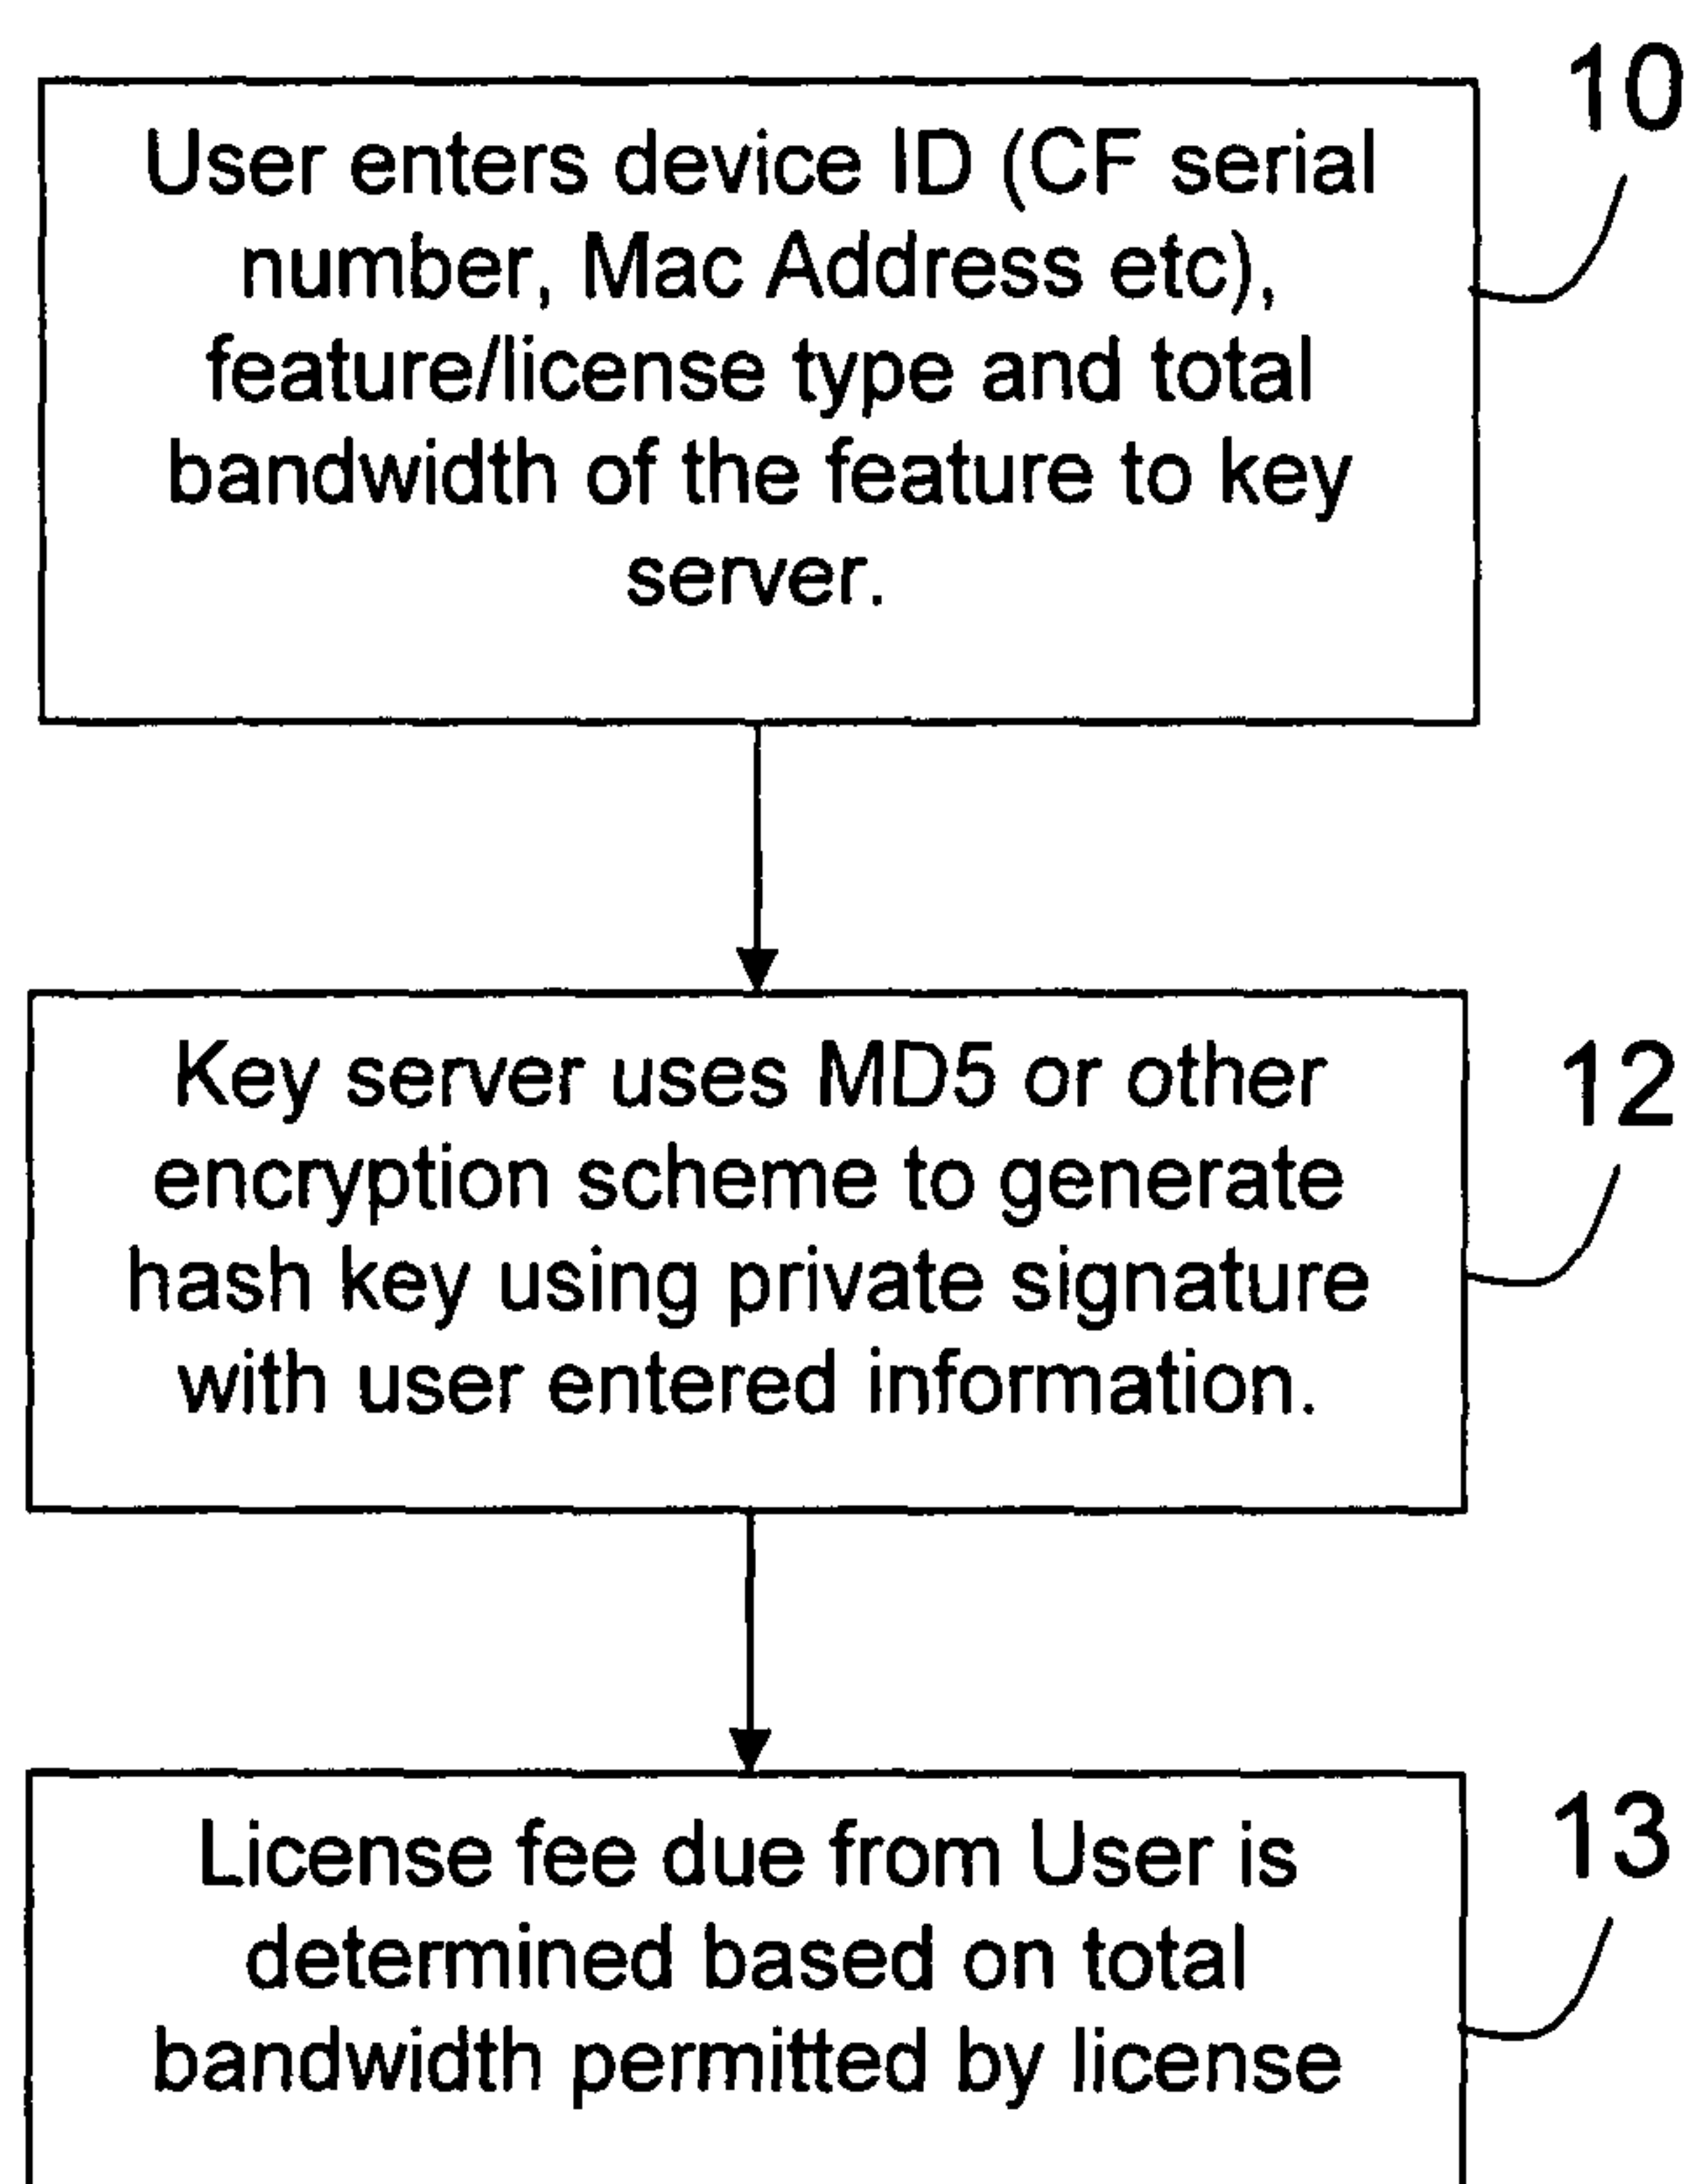 10
User enters device ID (CF serial
number, Mac Address etc),
feature/license type and total
bandwidth of the feature to key
server.
12
Key server uses MD5 or other
encryption scheme to generate
hash key using private signature
with user entered information.
13
License fee due from User is
determined based on total
bandwidth permitted by license